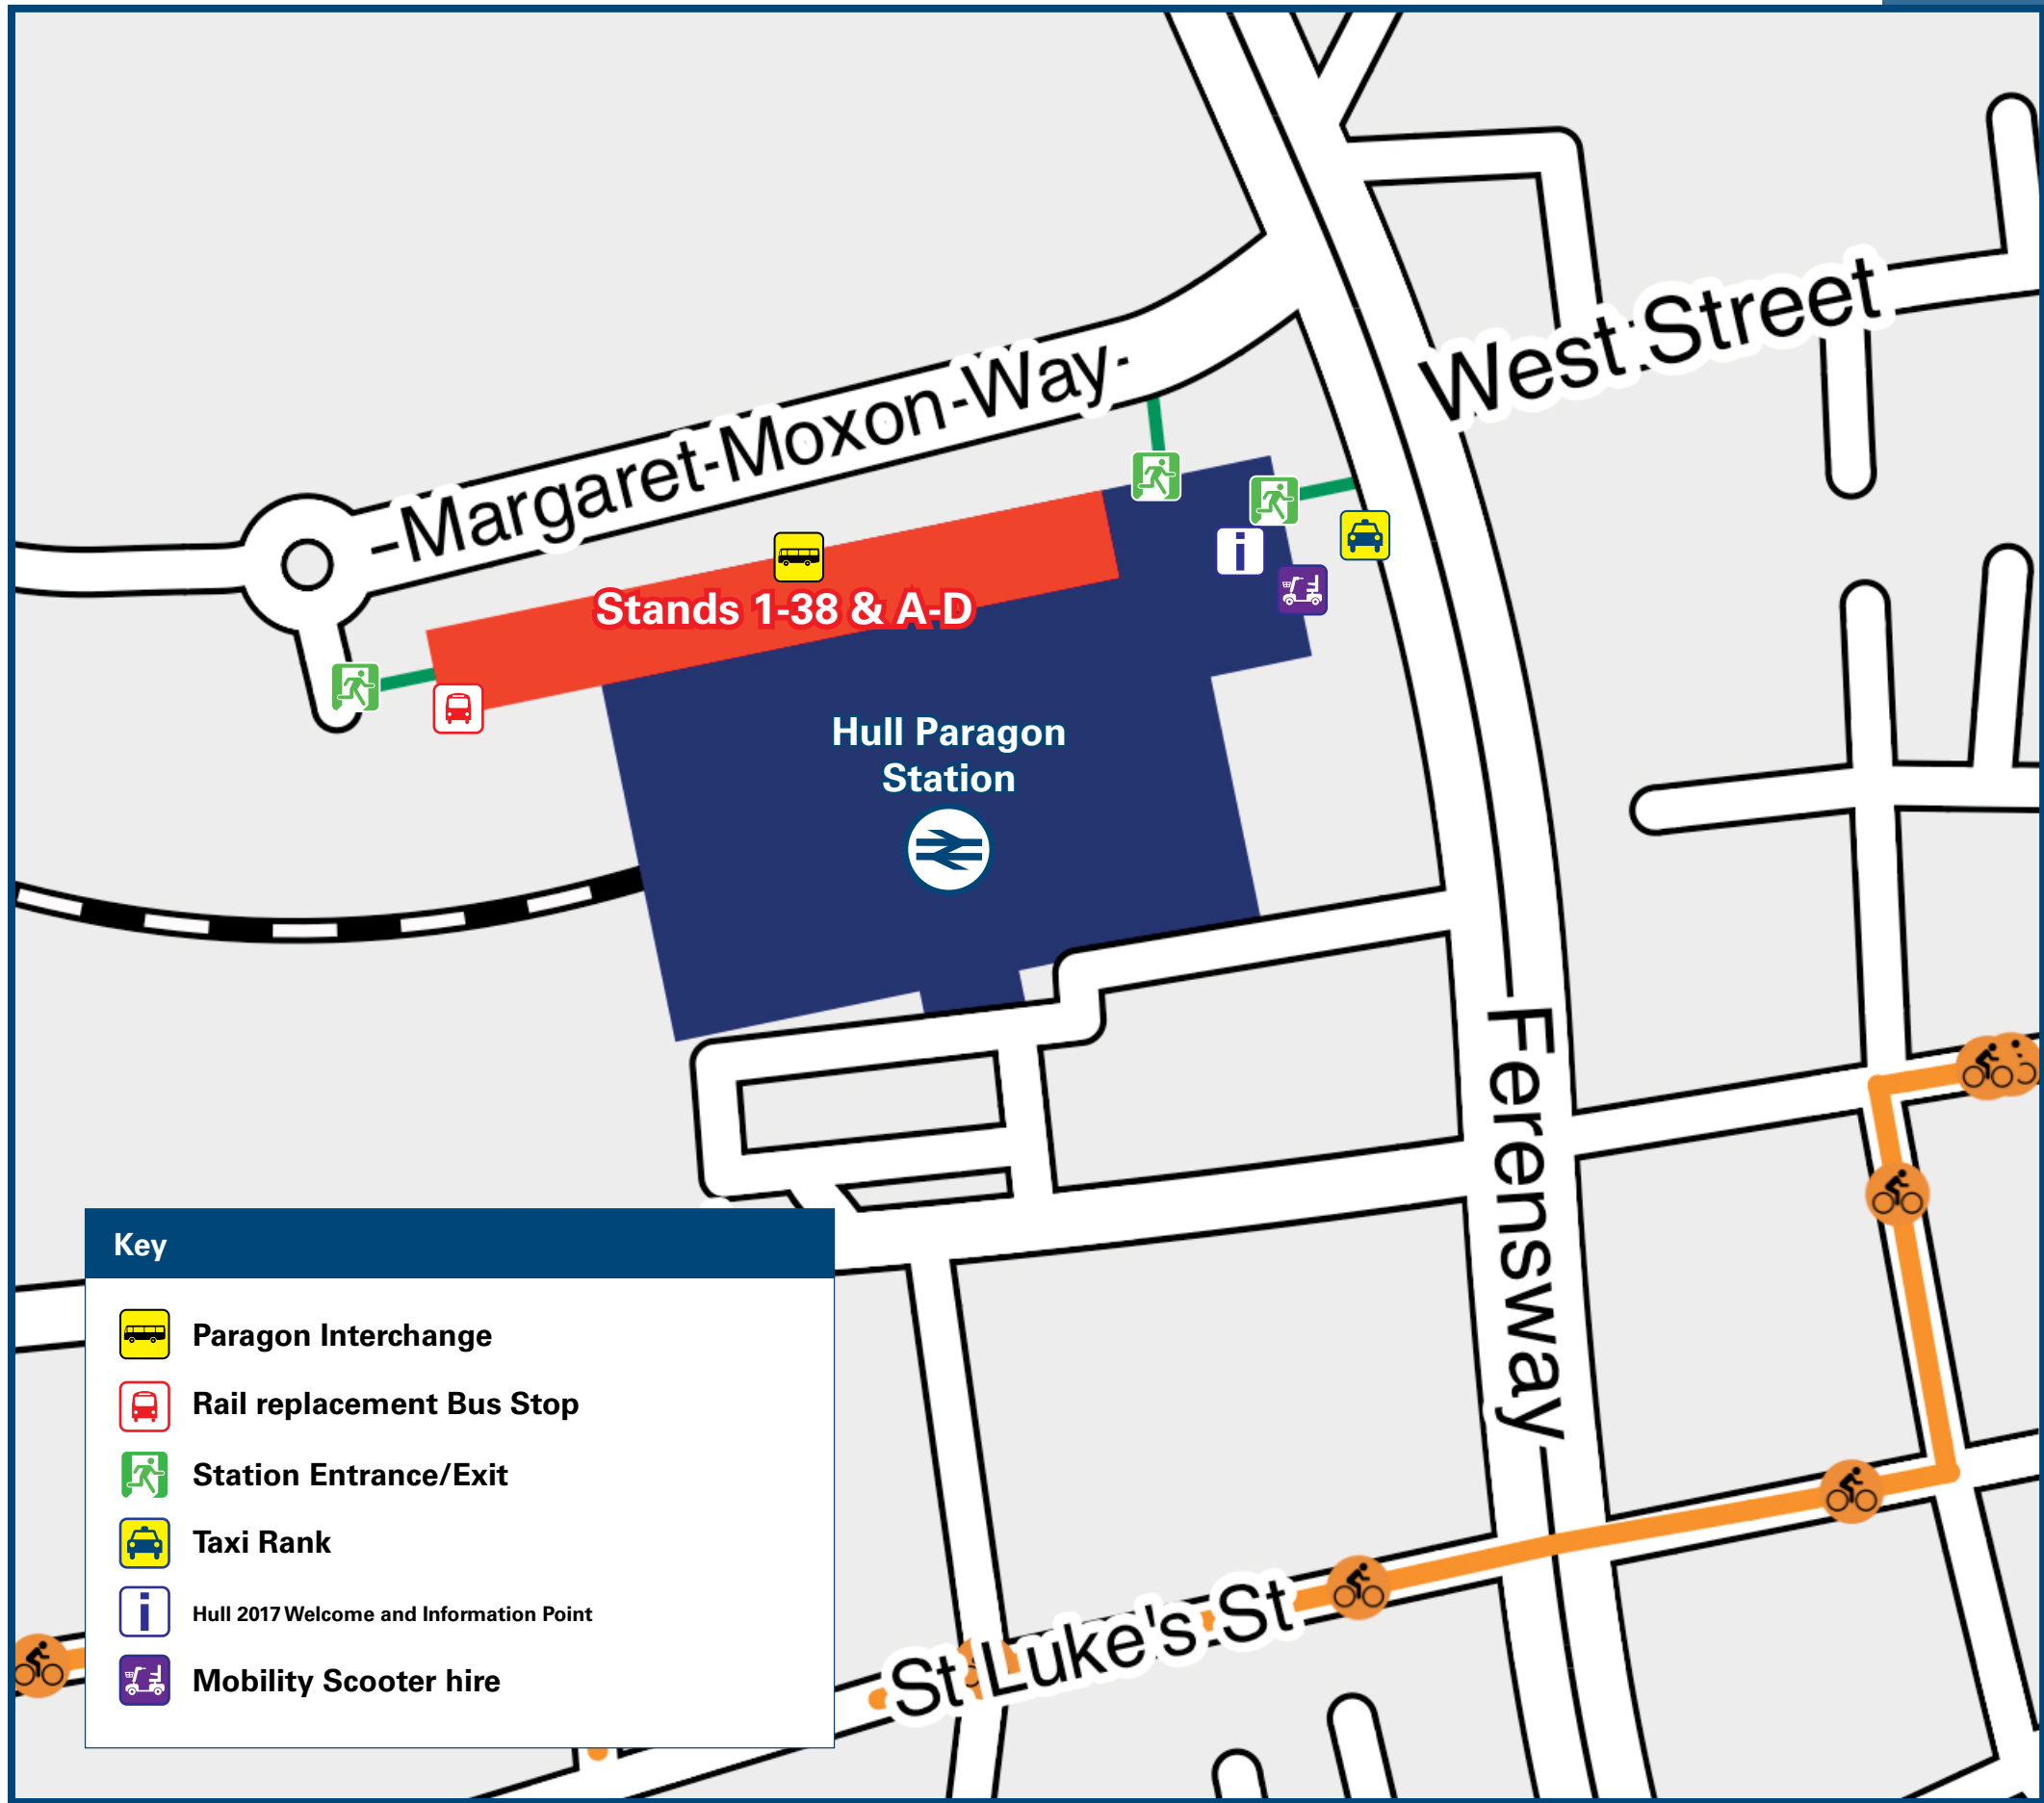 West Street
-Margaret-Moxon-Way-
Stands 1-38 & A-D
Hull Paragon
Station
Ferensway
St Luke's St
Key
Paragon Interchange
Rail replacement Bus Stop
Station Entrance/Exit
Taxi Rank
i
Hull 2017 Welcome and Information Point
Mobility Scooter hire